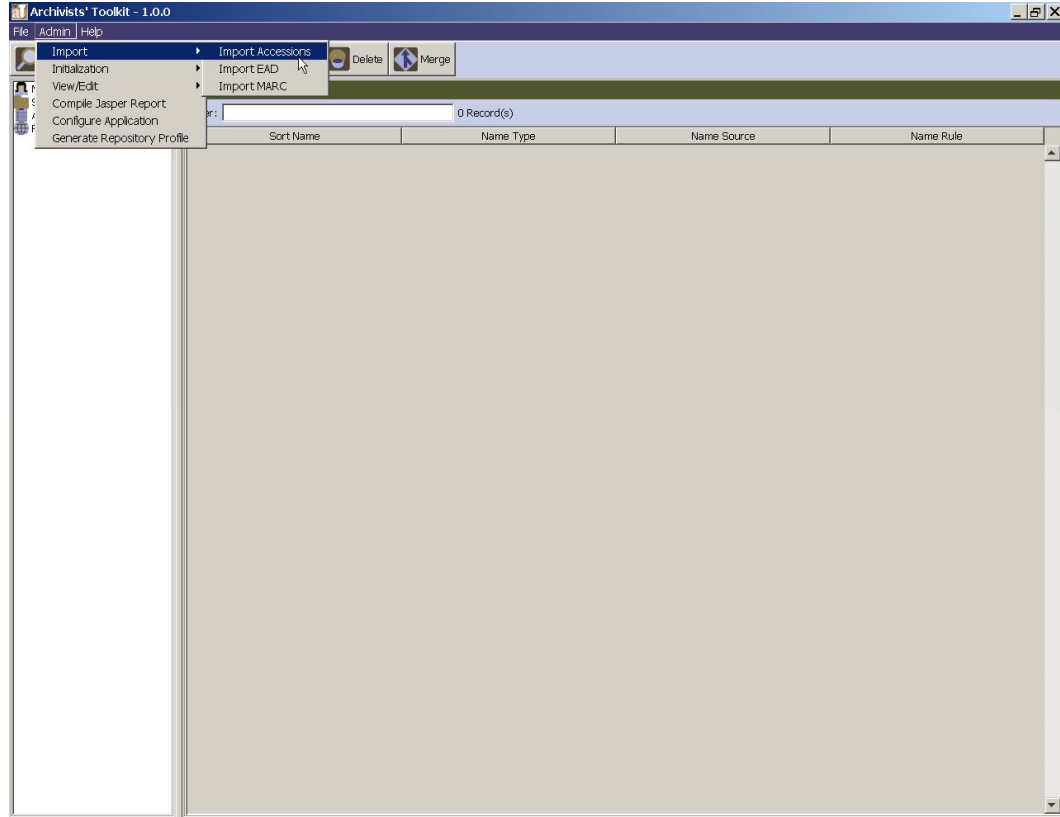 Archivists' Toolkit - 1.0.0
File Admin Help
Import
Initialization
View/Edit
Compile Jasper Report
Configure Application
Generate Repository Profile
Import Accessions
Import EAD
Import MARC
Delete Merge
0 Record(s)
Sort Name Name Type Name Source Name Rule